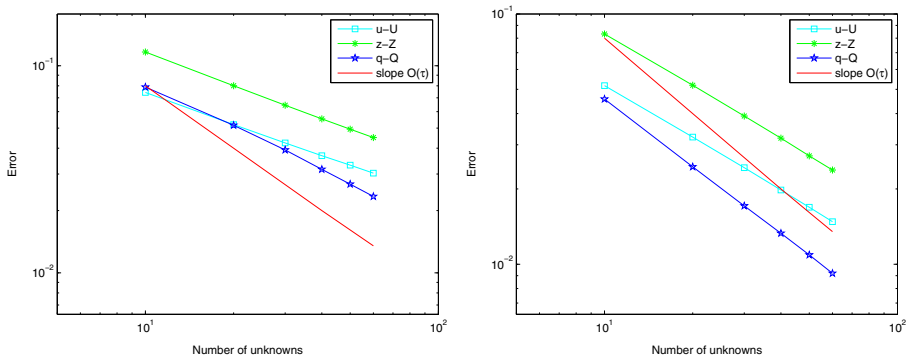 10⁻¹
10⁻²
10¹
10²
Error
Number of unknowns
u−U
z−Z
q−Q
slope O(τ)
10⁻¹
10⁻²
10¹
10²
Error
Number of unknowns
u−U
z−Z
q−Q
slope O(τ)